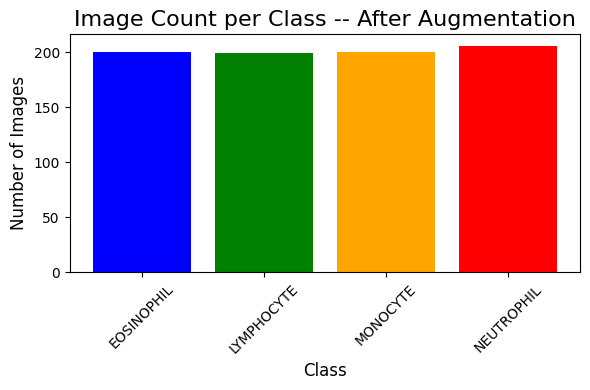 Image Count per Class -- After Augmentation
Number of Images
200
150
100
50
0
EOSINOPHIL
LYMPHOCYTE
MONOCYTE
NEUTROPHIL
Class